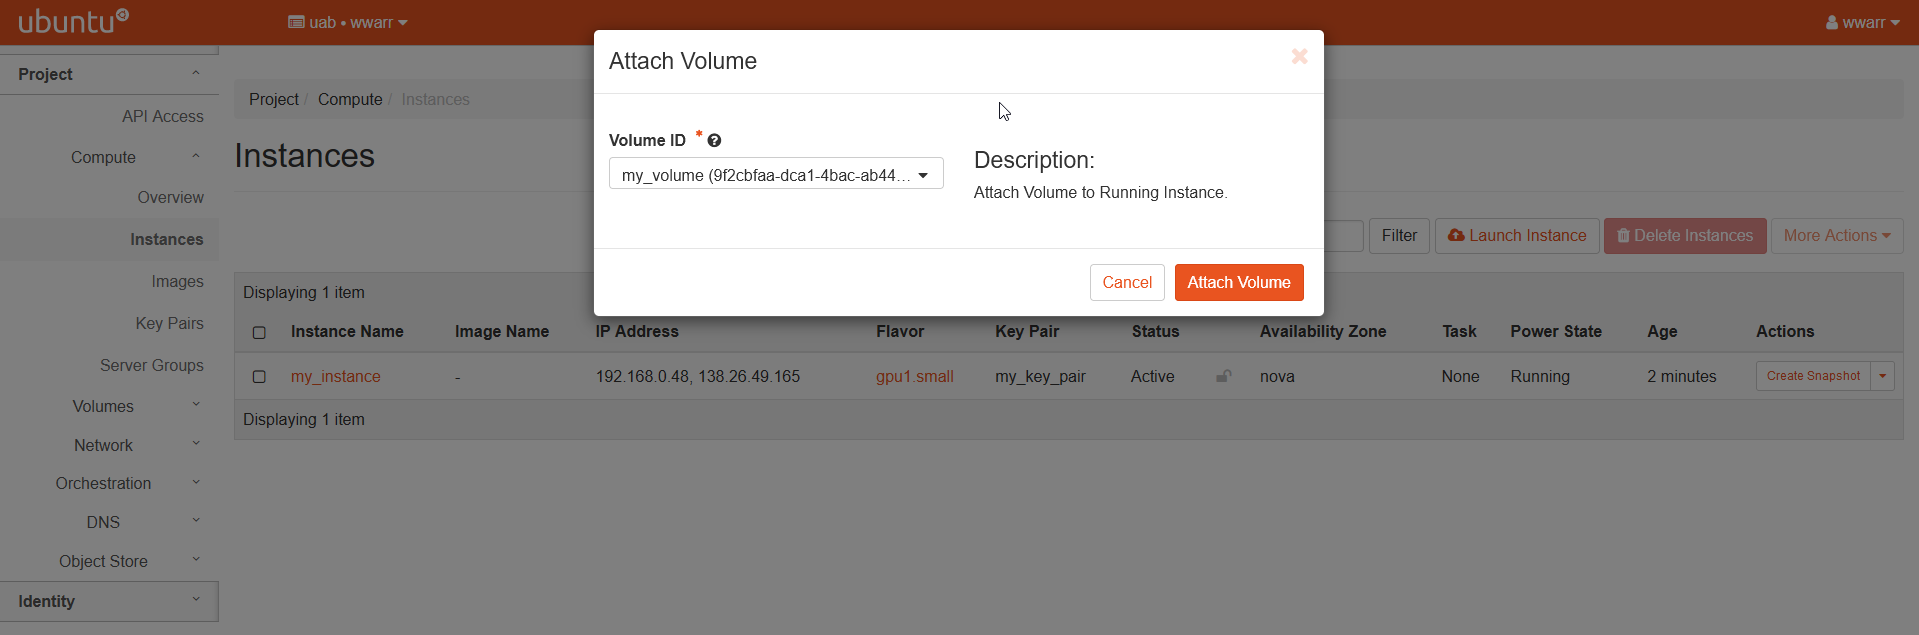 ubuntu
uab • wwarr
wwarr
Project
API Access
Compute
Overview
Instances
Images
Key Pairs
Server Groups
Volumes
Network
Orchestration
DNS
Object Store
Identity
Project / Compute / Instances
Instances
Filter
Launch Instance
Delete Instances
More Actions
Displaying 1 item
Instance Name Image Name IP Address Flavor Key Pair Status Availability Zone Task Power State Age Actions
my_instance - 192.168.0.48, 138.26.49.165 gpu1.small my_key_pair Active nova None Running 2 minutes Create Snapshot
Displaying 1 item
Attach Volume
Volume ID *
my_volume (9f2cbfaa-dca1-4bac-ab44...
Description:
Attach Volume to Running Instance.
Cancel
Attach Volume